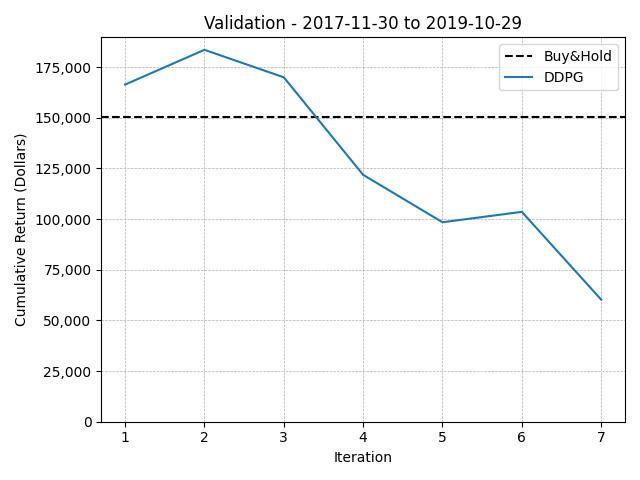 Validation - 2017-11-30 to 2019-10-29
Buy&Hold
DDPG
Cumulative Return (Dollars)
175,000
150,000
125,000
100,000
75,000
50,000
25,000
0
1 2 3 4 5 6 7
Iteration